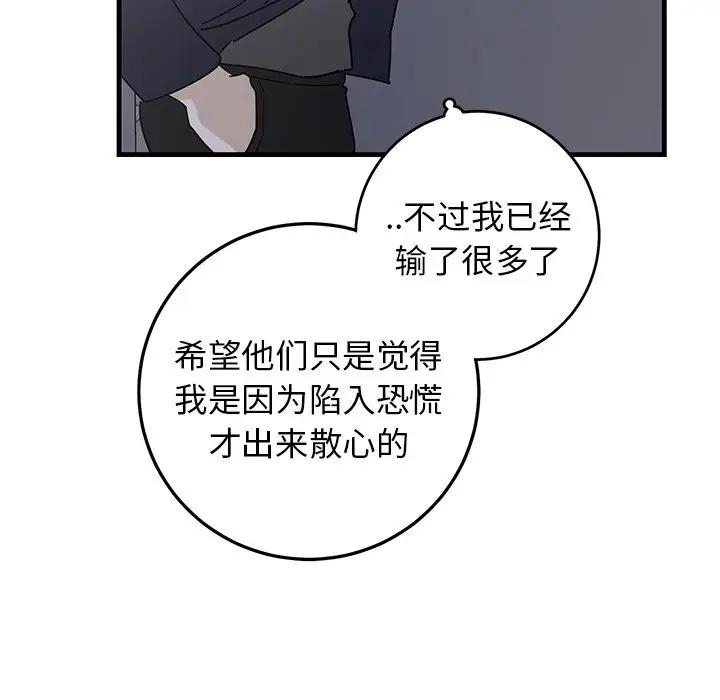 ..不过我已经
输了很多了
希望他们只是觉得
我是因为陷入恐慌
才出来散心的